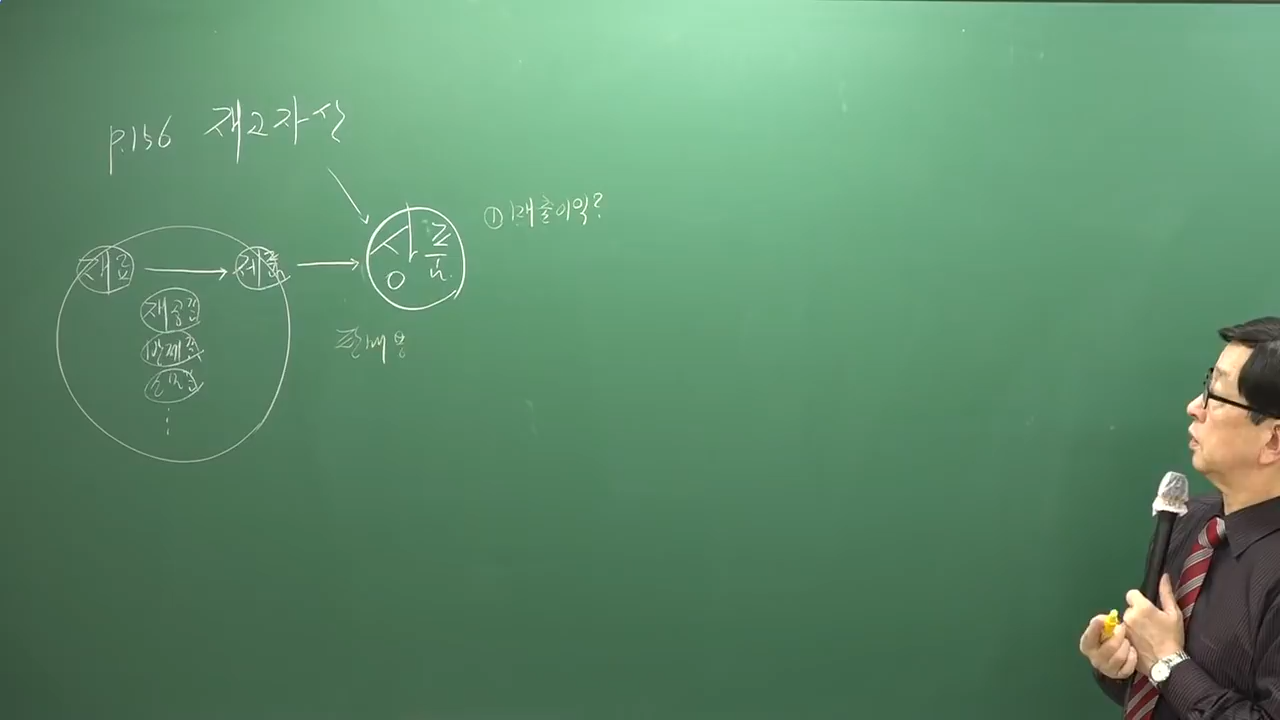 p.156 재고자산
① 매출이익?
재료 → 제품 → 상품
재공품
반제품
판매용